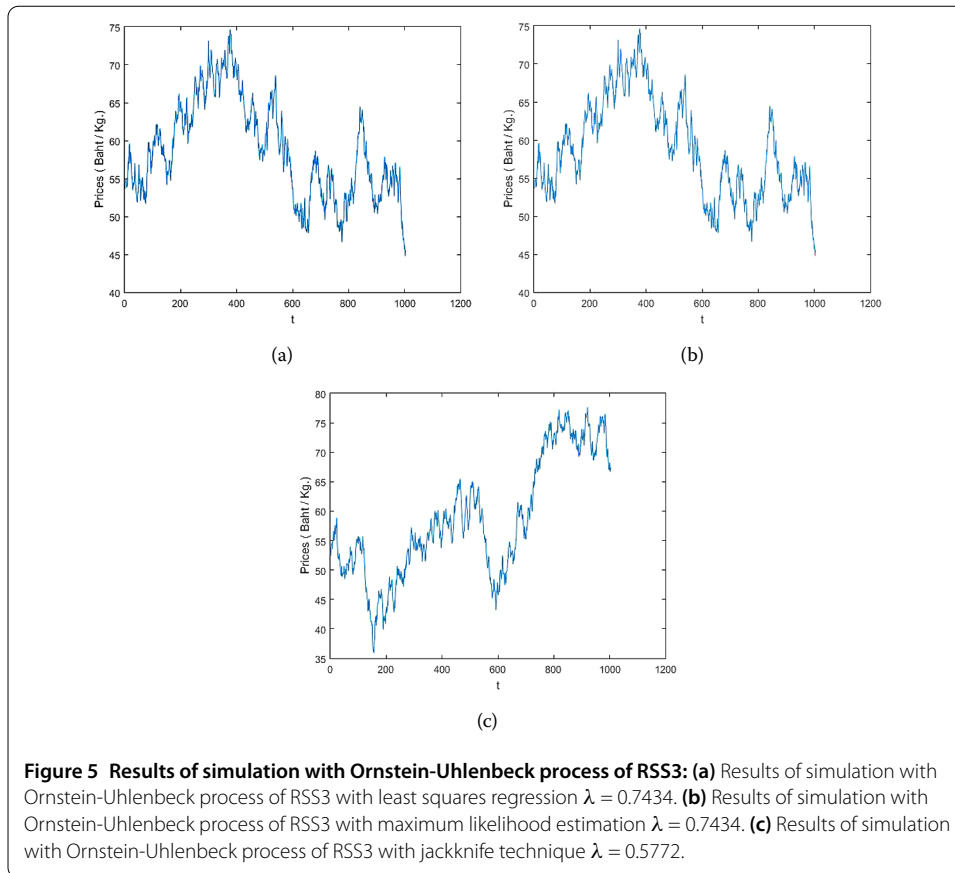 75
70
65
60
55
50
45
40
Prices ( Baht / Kg.)
0 200 400 600 800 1000 1200
t
(a)
75
70
65
60
55
50
45
40
Prices ( Baht / Kg.)
0 200 400 600 800 1000 1200
t
(b)
80
75
70
65
60
55
50
45
40
35
Prices ( Baht / Kg.)
0 200 400 600 800 1000 1200
t
(c)
Figure 5 Results of simulation with Ornstein-Uhlenbeck process of RSS3: (a) Results of simulation with
Ornstein-Uhlenbeck process of RSS3 with least squares regression λ = 0.7434. (b) Results of simulation with
Ornstein-Uhlenbeck process of RSS3 with maximum likelihood estimation λ = 0.7434. (c) Results of simulation
with Ornstein-Uhlenbeck process of RSS3 with jackknife technique λ = 0.5772.